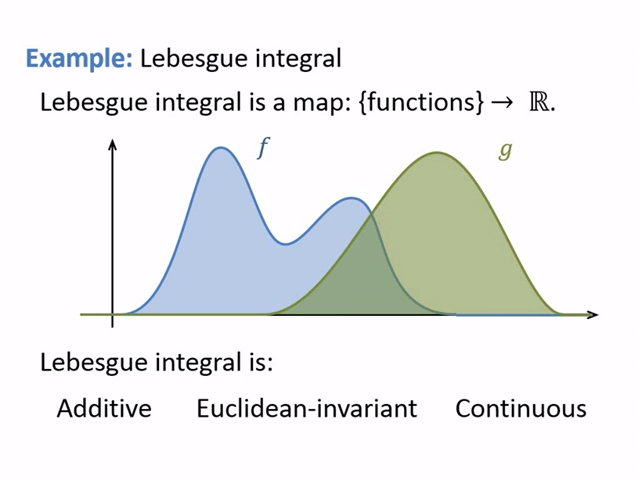 Example: Lebesgue integral
Lebesgue integral is a map: {functions} → ℝ.
f
g
Lebesgue integral is:
Additive Euclidean-invariant Continuous